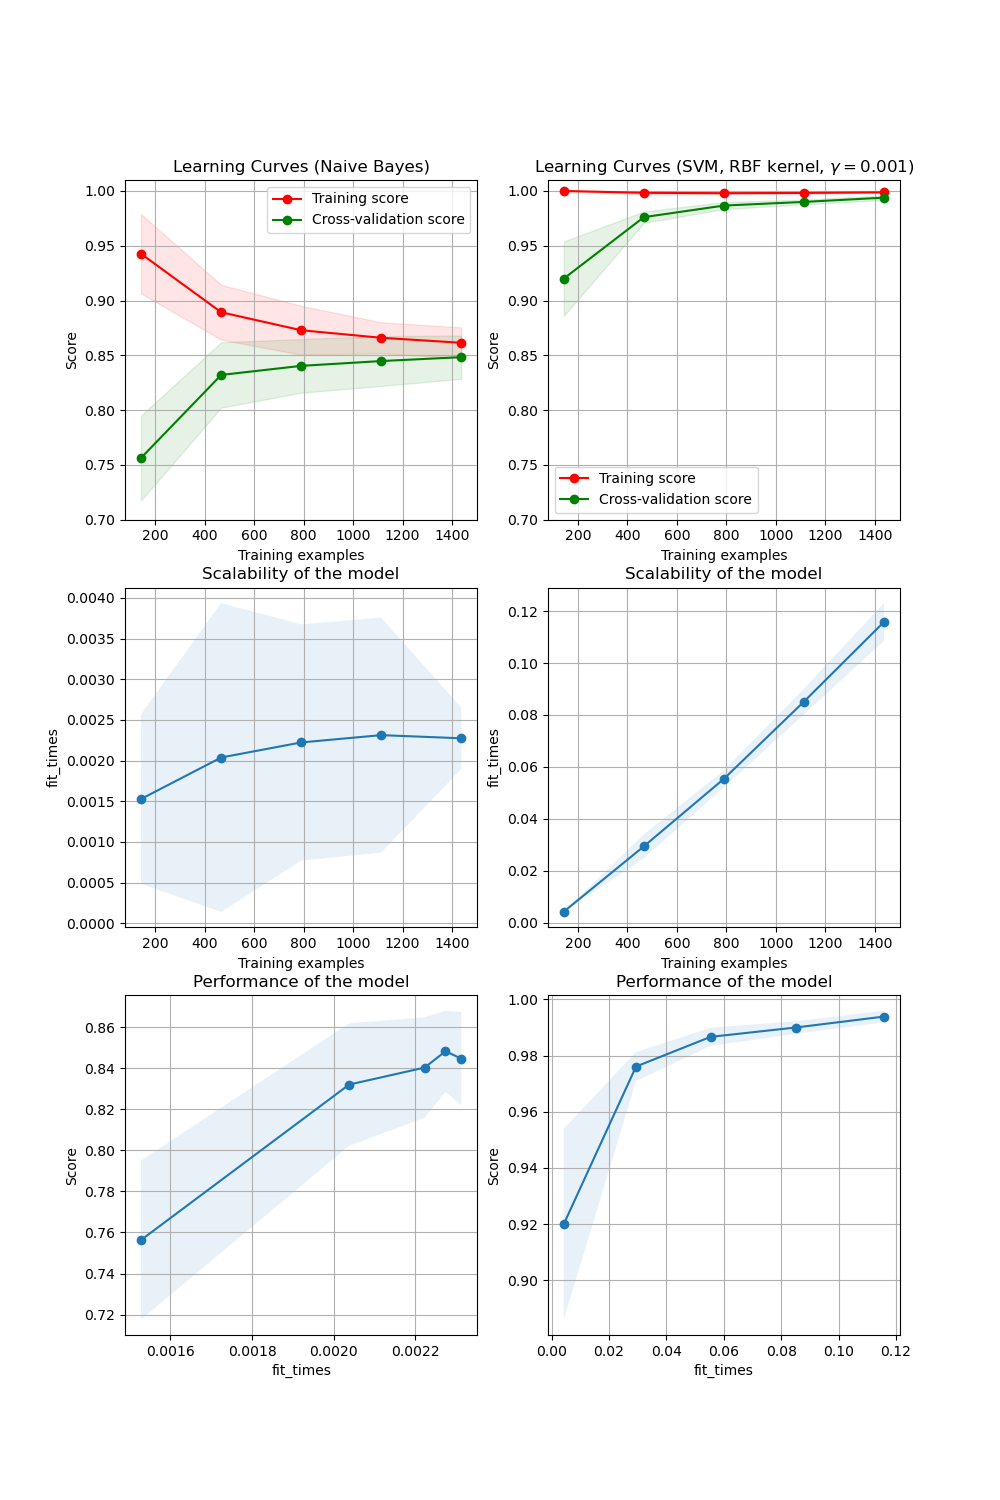 Learning Curves (Naive Bayes)
1.00
0.95
0.90
0.85
0.80
0.75
0.70
Score
Training score
Cross-validation score
200 400 600 800 1000 1200 1400
Training examples
Learning Curves (SVM, RBF kernel, γ = 0.001)
1.00
0.95
0.90
0.85
0.80
0.75
0.70
Score
Training score
Cross-validation score
200 400 600 800 1000 1200 1400
Training examples
Scalability of the model
0.0040
0.0035
0.0030
0.0025
0.0020
0.0015
0.0010
0.0005
0.0000
fit_times
200 400 600 800 1000 1200 1400
Training examples
Scalability of the model
0.12
0.10
0.08
0.06
0.04
0.02
0.00
fit_times
200 400 600 800 1000 1200 1400
Training examples
Performance of the model
0.86
0.84
0.82
0.80
0.78
0.76
0.74
0.72
Score
0.0016 0.0018 0.0020 0.0022
fit_times
Performance of the model
1.00
0.98
0.96
0.94
0.92
0.90
Score
0.00 0.02 0.04 0.06 0.08 0.10 0.12
fit_times